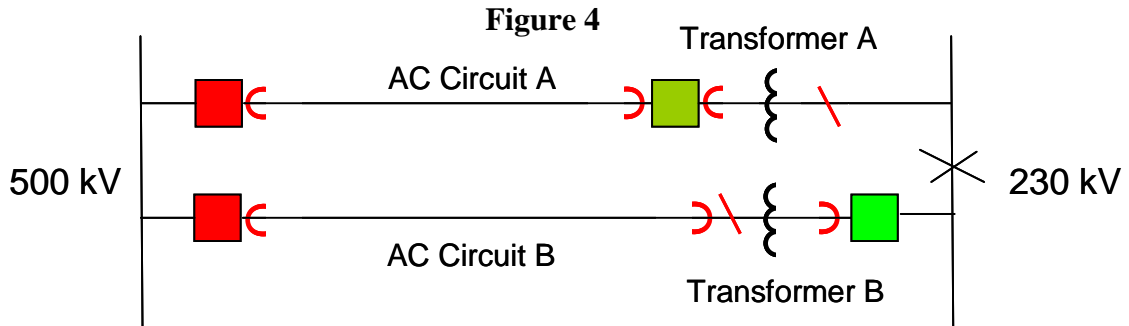 Figure 4
Transformer A
AC Circuit A
500 kV
230 kV
AC Circuit B
Transformer B